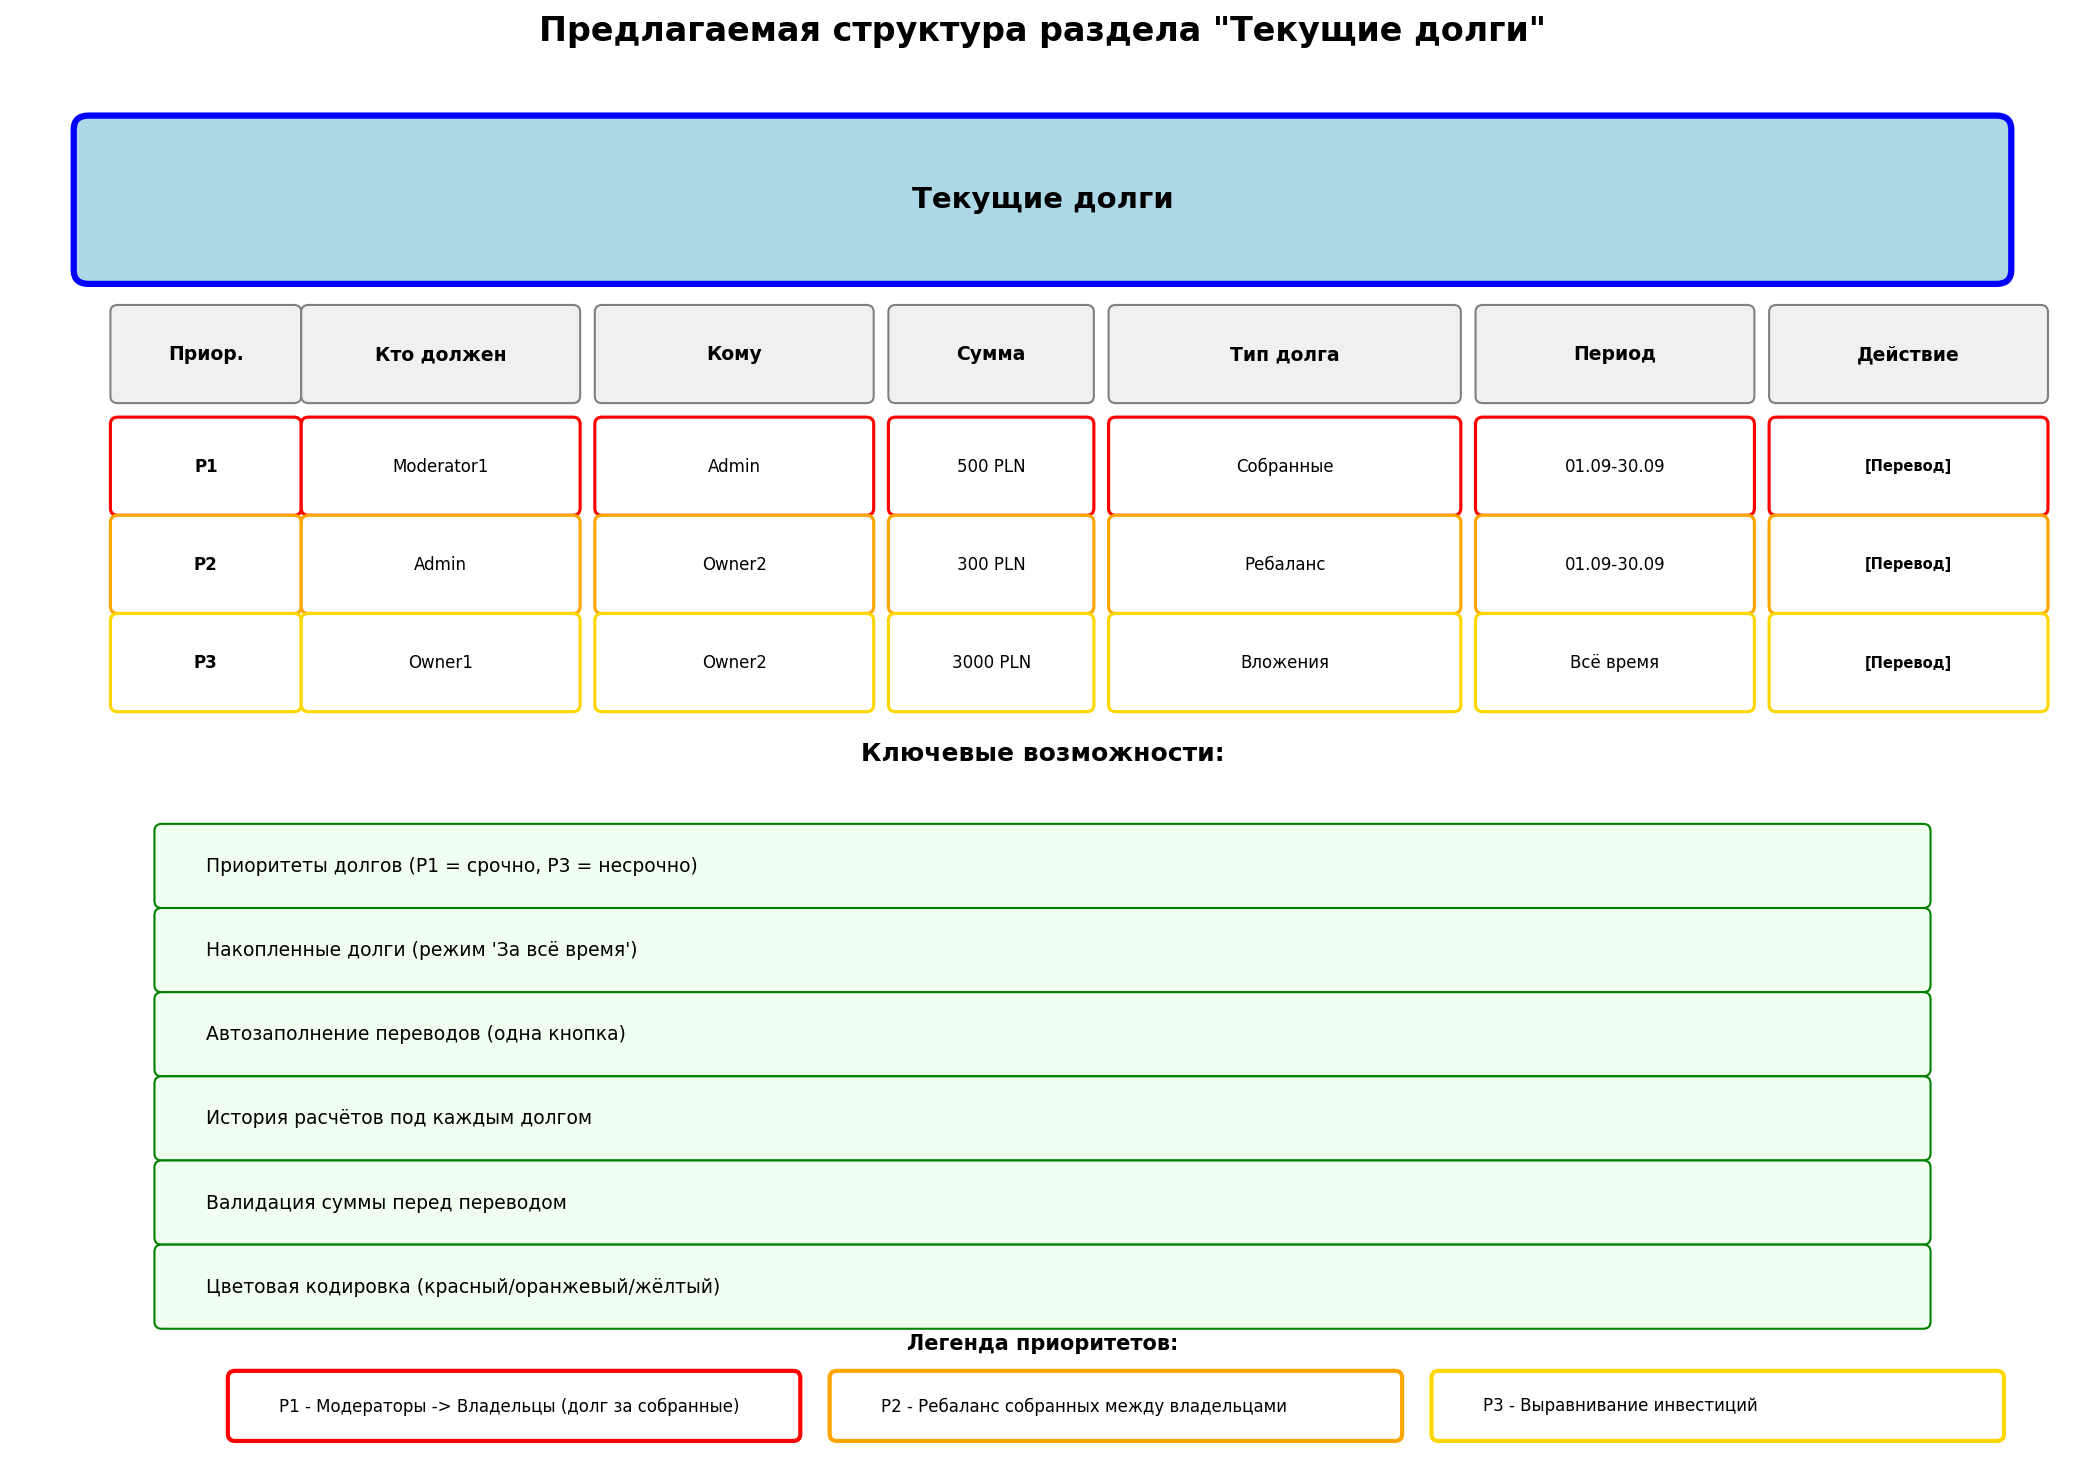 Предлагаемая структура раздела "Текущие долги"
Текущие долги
Приор. Кто должен Кому Сумма Тип долга Период Действие
P1 Moderator1 Admin 500 PLN Собранные 01.09-30.09 [Перевод]
P2 Admin Owner2 300 PLN Ребаланс 01.09-30.09 [Перевод]
P3 Owner1 Owner2 3000 PLN Вложения Всё время [Перевод]
Ключевые возможности:
Приоритеты долгов (P1 = срочно, P3 = несрочно)
Накопленные долги (режим 'За всё время')
Автозаполнение переводов (одна кнопка)
История расчётов под каждым долгом
Валидация суммы перед переводом
Цветовая кодировка (красный/оранжевый/жёлтый)
Легенда приоритетов:
P1 - Модераторы -> Владельцы (долг за собранные) P2 - Ребаланс собранных между владельцами P3 - Выравнивание инвестиций